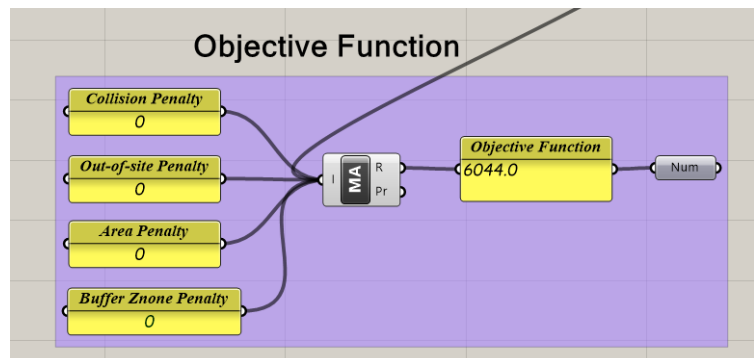 Objective Function
Collision Penalty
0
Out-of-site Penalty
0
Area Penalty
0
Buffer Znone Penalty
0
I
MA
R
Pr
Objective Function
6044.0
Num